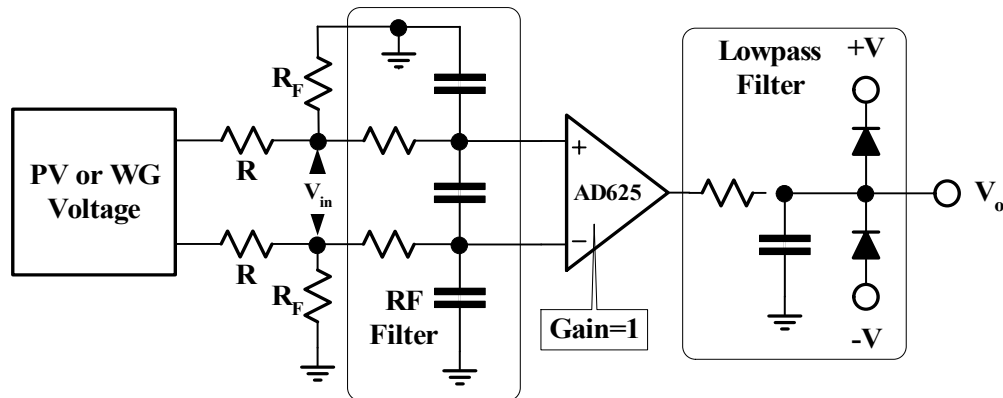 PV or WG
Voltage
R
R
R_F
R_F
V_in
RF
Filter
+
−
AD625
Gain=1
Lowpass
Filter
+V
-V
V_o